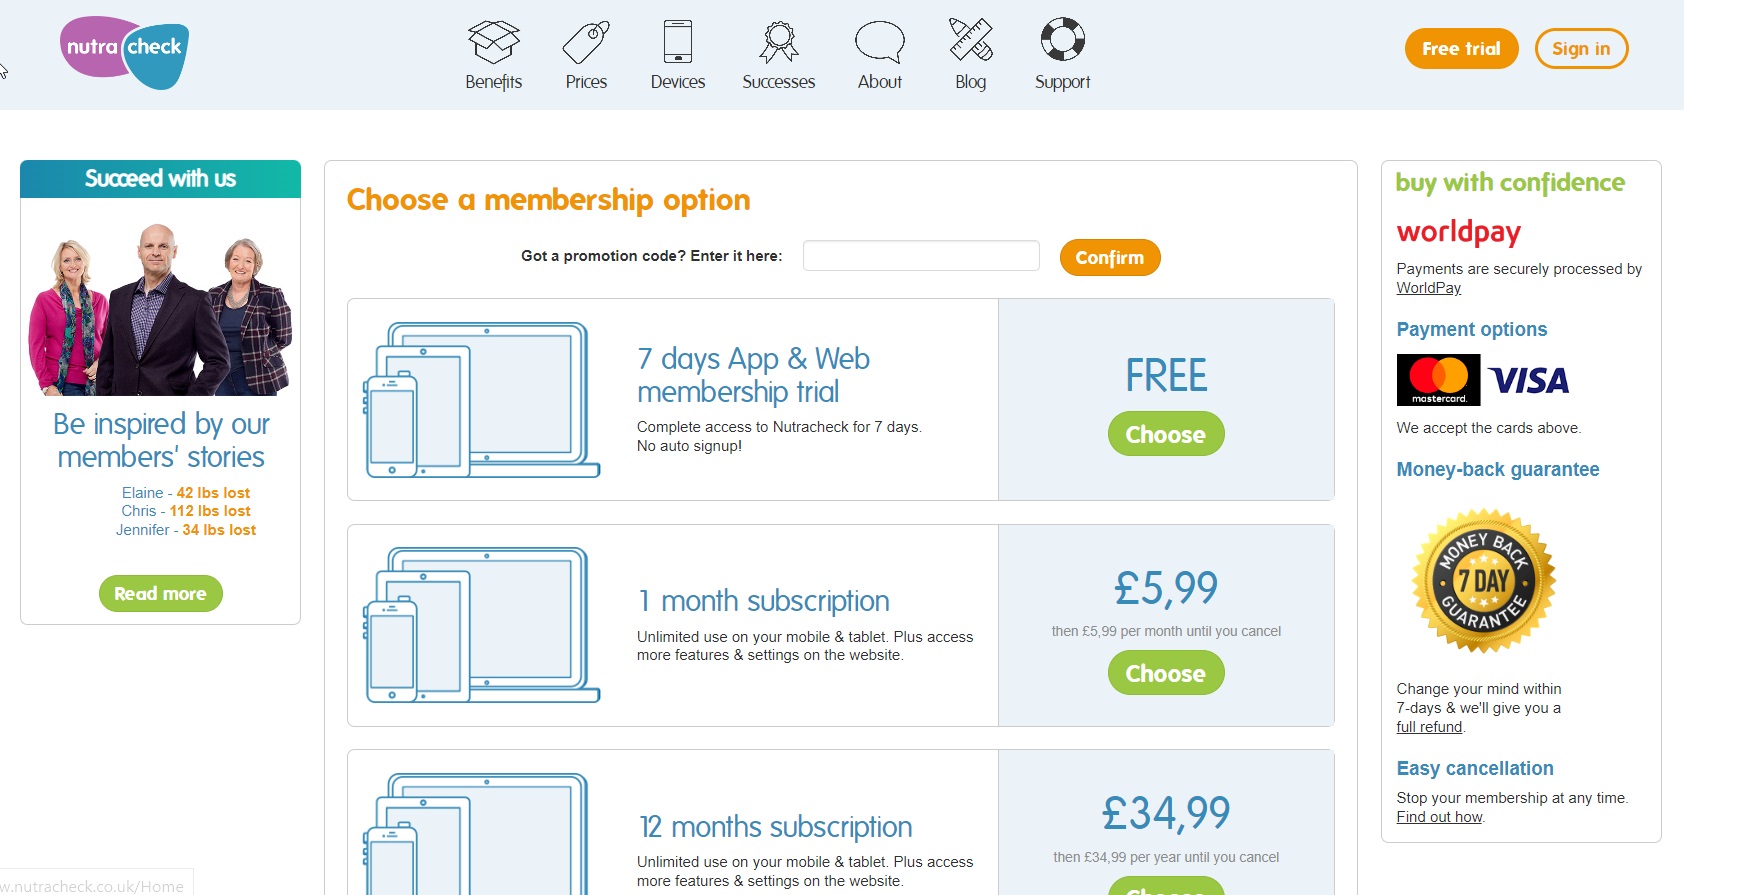 nutra check
Benefits
Prices
Devices
Successes
About
Blog
Support
Free trial
Sign in
Succeed with us
Be inspired by our
members' stories
Elaine - 42 lbs lost
Chris - 112 lbs lost
Jennifer - 34 lbs lost
Read more
Choose a membership option
Got a promotion code? Enter it here:
Confirm
7 days App & Web
membership trial
Complete access to Nutracheck for 7 days.
No auto signup!
FREE
Choose
1 month subscription
Unlimited use on your mobile & tablet. Plus access
more features & settings on the website.
£5,99
then £5,99 per month until you cancel
Choose
12 months subscription
Unlimited use on your mobile & tablet. Plus access
more features & settings on the website.
£34,99
then £34,99 per year until you cancel
Choose
buy with confidence
worldpay
Payments are securely processed by
WorldPay
Payment options
mastercard.
VISA
We accept the cards above.
Money-back guarantee
MONEY BACK
7 DAY
GUARANTEE
Change your mind within
7-days & we'll give you a
full refund.
Easy cancellation
Stop your membership at any time.
Find out how.
w.nutracheck.co.uk/Home